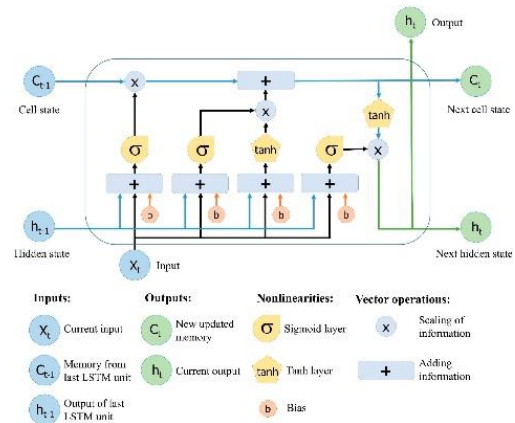 hₜ
Output
Cₜ₋₁
x
+
Cₜ
Cell state
Next cell state
tanh
x
σ
σ
tanh
σ
x
+
+
+
+
b
b
b
b
hₜ₋₁
hₜ
Hidden state
Next hidden state
Xₜ
Input
Inputs:
Outputs:
Nonlinearities:
Vector operations:
Xₜ
Current input
Cₜ
New updated
memory
σ
Sigmoid layer
x
Scaling of
information
Cₜ₋₁
Memory from
last LSTM unit
hₜ
Current output
tanh
Tanh layer
+
Adding
information
hₜ₋₁
Output of last
LSTM unit
b
Bias